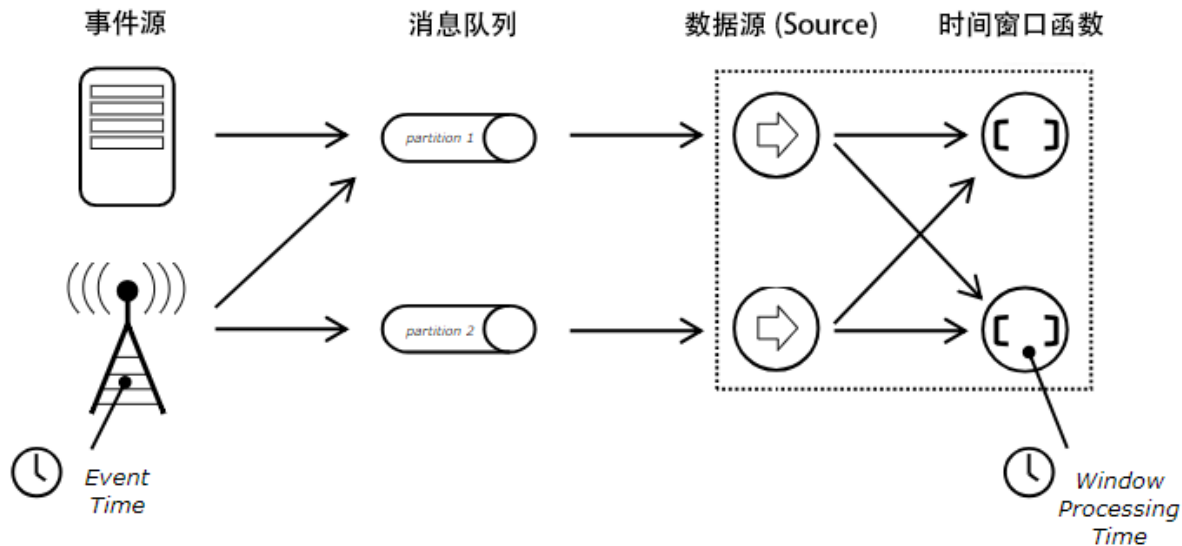 事件源
消息队列
数据源 (Source)
时间窗口函数
partition 1
partition 2
Event
Time
Window
Processing
Time